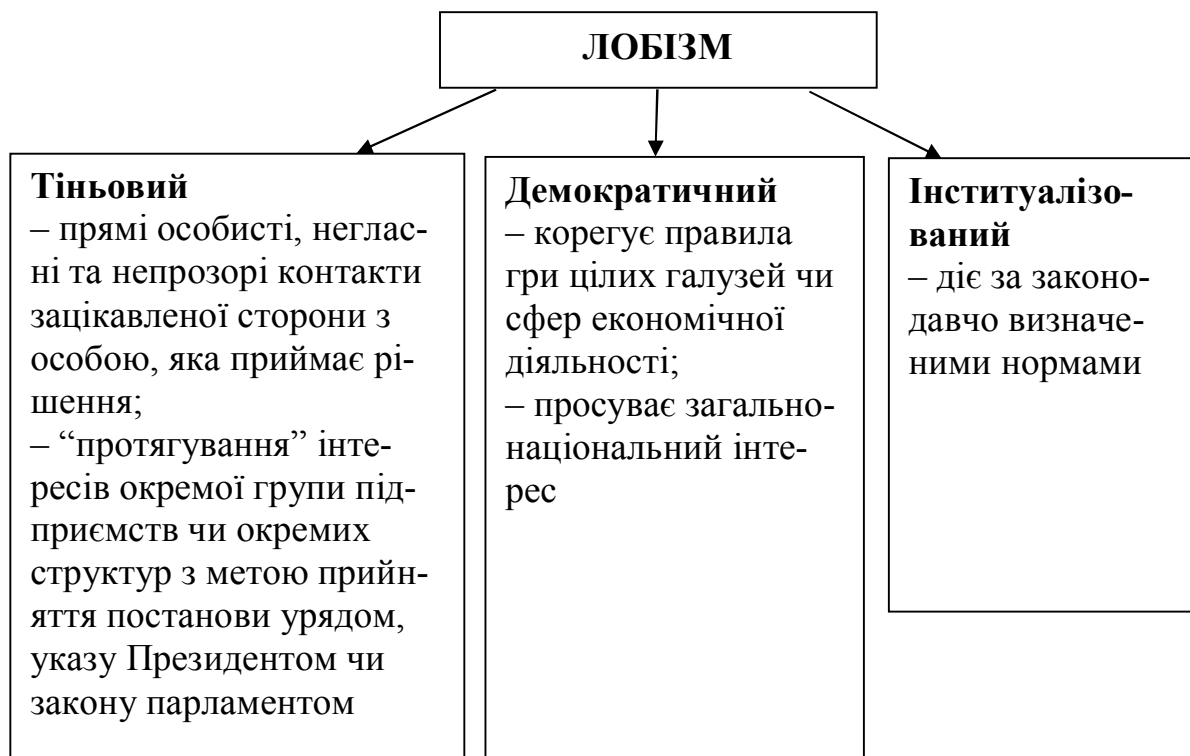 ЛОБІЗМ
Тіньовий
– прямі особисті, неглас-
ні та непрозорі контакти
зацікавленої сторони з
особою, яка приймає рі-
шення;
– “протягування” інте-
ресів окремої групи під-
приємств чи окремих
структур з метою прийн-
яття постанови урядом,
указу Президентом чи
закону парламентом
Демократичний
– корегує правила
гри цілих галузей чи
сфер економічної
діяльності;
– просуває загально-
національний інте-
рес
Інституалізо-
ваний
– діє за законо-
давчо визначе-
ними нормами